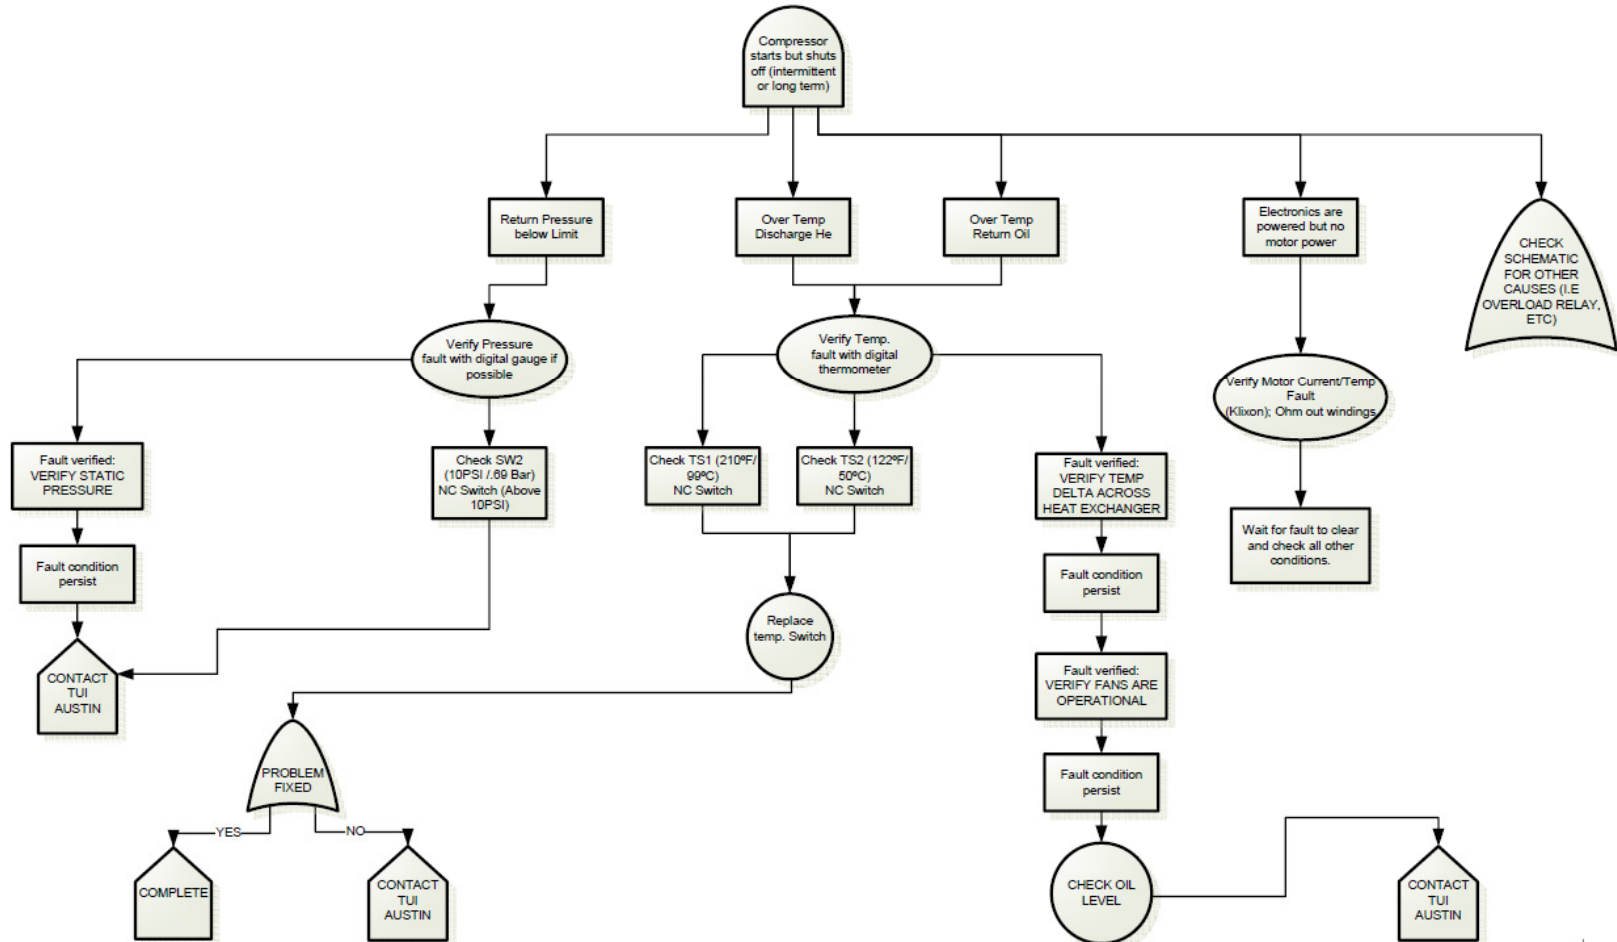 Compressor
starts but shuts
off (intermittent
or long term)
Return Pressure
below Limit
Over Temp
Discharge He
Over Temp
Return Oil
Electronics are
powered but no
motor power
CHECK
SCHEMATIC
FOR OTHER
CAUSES (I.E
OVERLOAD RELAY,
ETC)
Verify Pressure
fault with digital gauge if
possible
Verify Temp.
fault with digital
thermometer
Verify Motor Current/Temp
Fault
(Klixon); Ohm out windings
Fault verified:
VERIFY STATIC
PRESSURE
Check SW2
(10PSI /.69 Bar)
NC Switch (Above
10PSI)
Check TS1 (210ºF/
99ºC)
NC Switch
Check TS2 (122ºF/
50ºC)
NC Switch
Fault verified:
VERIFY TEMP
DELTA ACROSS
HEAT EXCHANGER
Wait for fault to clear
and check all other
conditions.
Fault condition
persist
Fault condition
persist
Replace
temp. Switch
CONTACT
TUI
AUSTIN
Fault verified:
VERIFY FANS ARE
OPERATIONAL
PROBLEM
FIXED
Fault condition
persist
YES
NO
COMPLETE
CONTACT
TUI
AUSTIN
CHECK OIL
LEVEL
CONTACT
TUI
AUSTIN